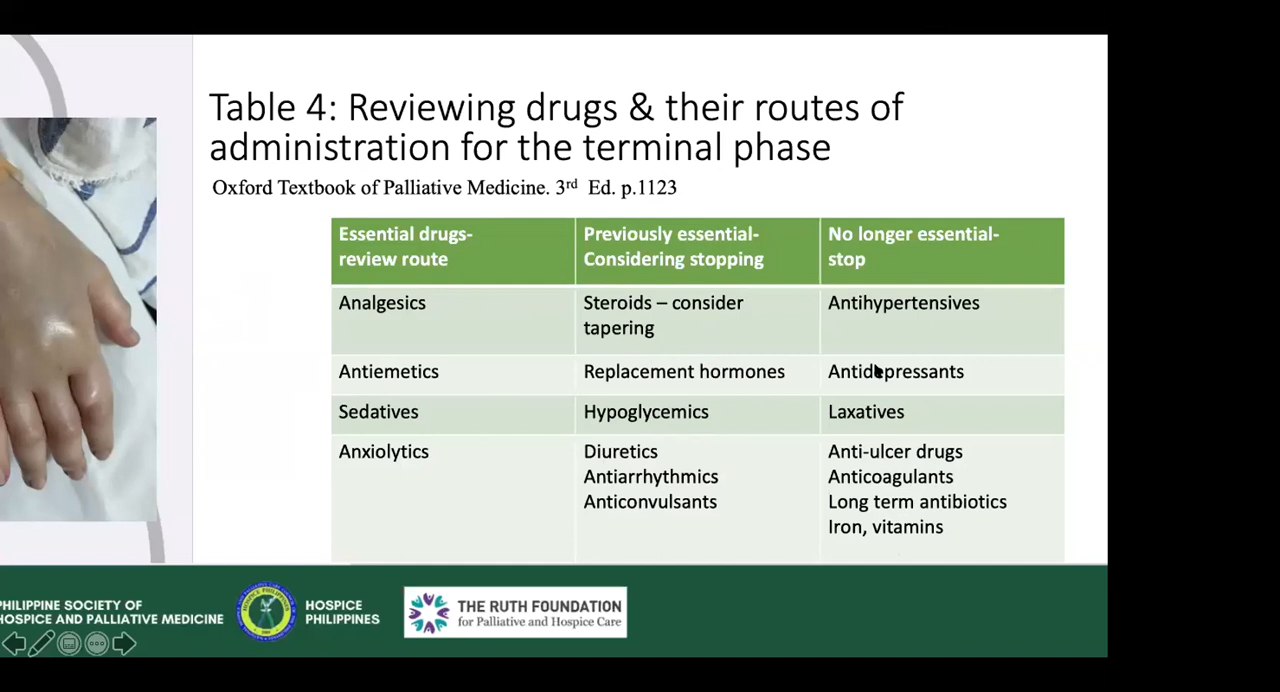 Table 4: Reviewing drugs & their routes of
administration for the terminal phase
Oxford Textbook of Palliative Medicine. 3rd Ed. p.1123
Essential drugs-
review route
Previously essential-
Considering stopping
No longer essential-
stop
Analgesics
Steroids – consider
tapering
Antihypertensives
Antiemetics
Replacement hormones
Antidepressants
Sedatives
Hypoglycemics
Laxatives
Anxiolytics
Diuretics
Antiarrhythmics
Anticonvulsants
Anti-ulcer drugs
Anticoagulants
Long term antibiotics
Iron, vitamins
PHILIPPINE SOCIETY OF
HOSPICE AND PALLIATIVE MEDICINE
HOSPICE
PHILIPPINES
THE RUTH FOUNDATION
for Palliative and Hospice Care